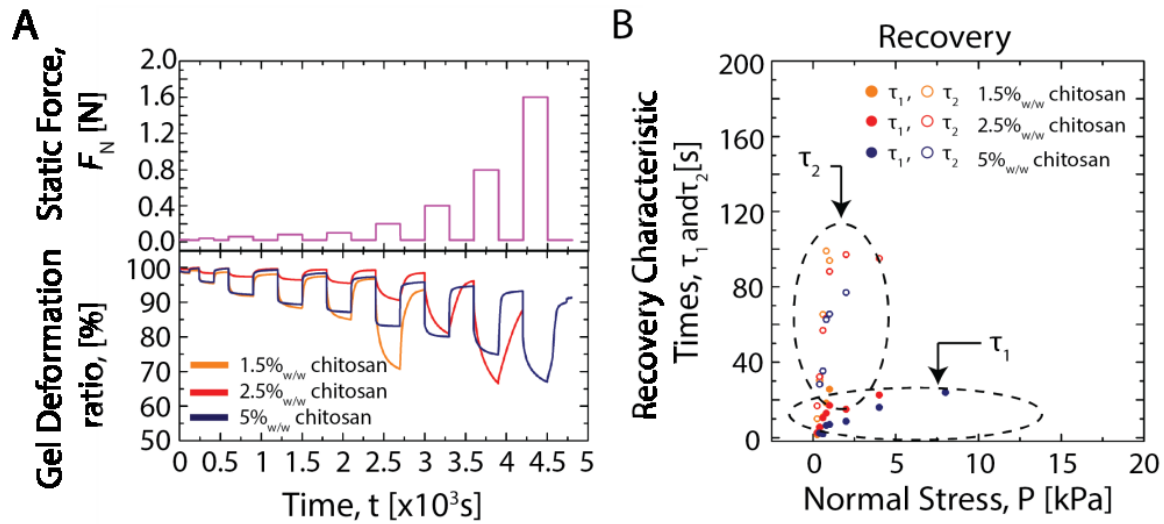 A
Static Force,
F_N [N]
2.0
1.6
1.2
0.8
0.4
0.0
Gel Deformation
ratio, [%]
100
90
80
70
60
50
1.5%w/w chitosan
2.5%w/w chitosan
5%w/w chitosan
0 0.5 1 1.5 2 2.5 3 3.5 4 4.5 5
Time, t [x10³s]
B
Recovery
Recovery Characteristic
Times, τ₁ and τ₂[s]
200
160
120
80
40
0
τ₁, τ₂ 1.5%w/w chitosan
τ₁, τ₂ 2.5%w/w chitosan
τ₁, τ₂ 5%w/w chitosan
τ₂
τ₁
0 5 10 15 20
Normal Stress, P [kPa]